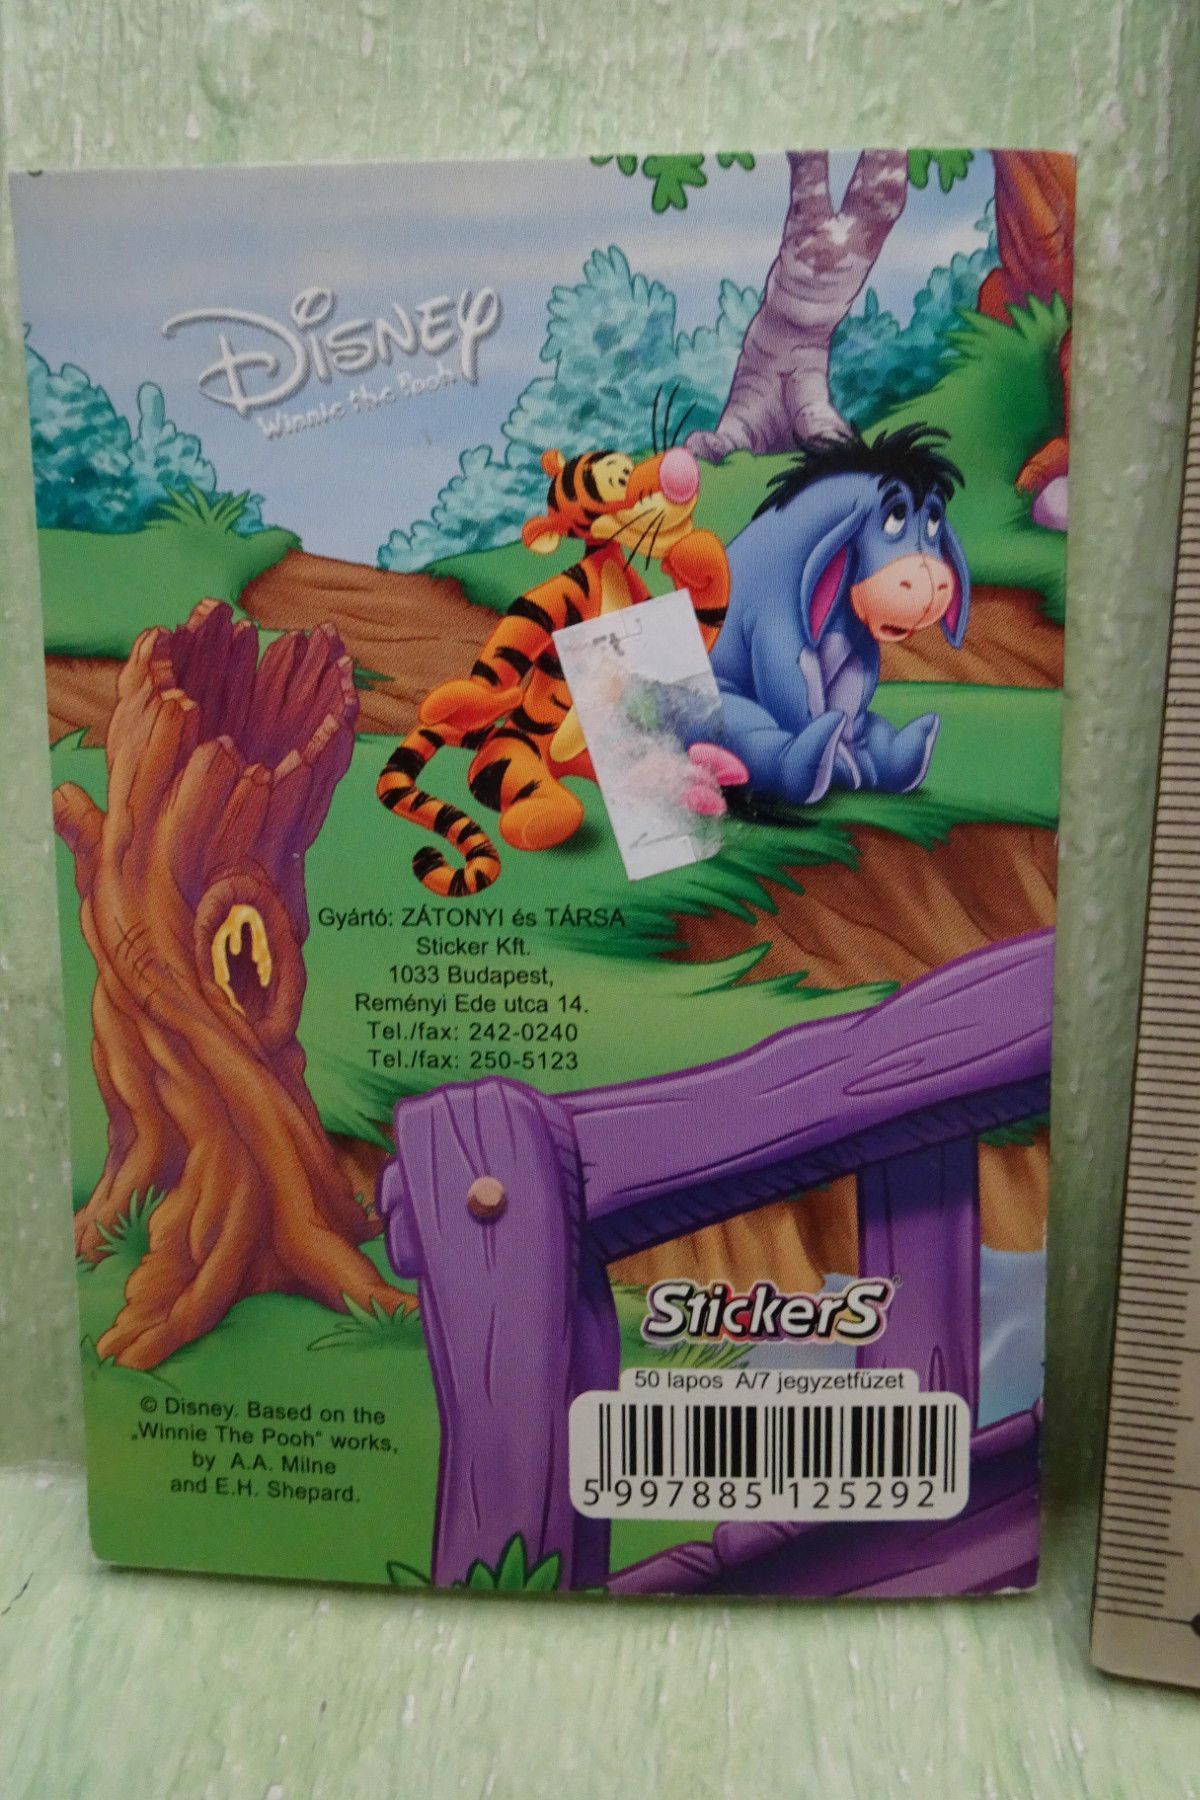 Disney
Winnie the Pooh
Gyártó: ZÁTONYI és TÁRSA
Sticker Kft.
1033 Budapest,
Reményi Ede utca 14.
Tel./fax: 242-0240
Tel./fax: 250-5123
StickerS
50 lapos A/7 jegyzetfüzet
© Disney. Based on the
„Winnie The Pooh“ works,
by A.A. Milne
and E.H. Shepard.
5 997885 125292